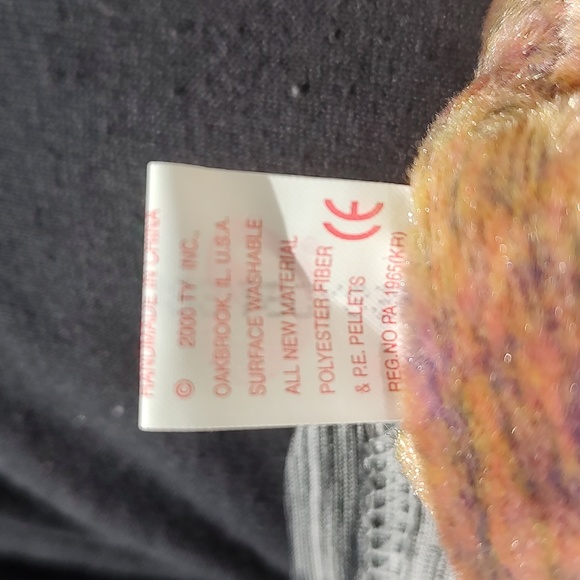 HANDMADE IN CHINA
© 2000 TY INC.,
OAKBROOK, IL. U.S.A.
SURFACE WASHABLE
ALL NEW MATERIAL
POLYESTER FIBER
& P.E. PELLETS CE
REG.NO PA-1965(KR)